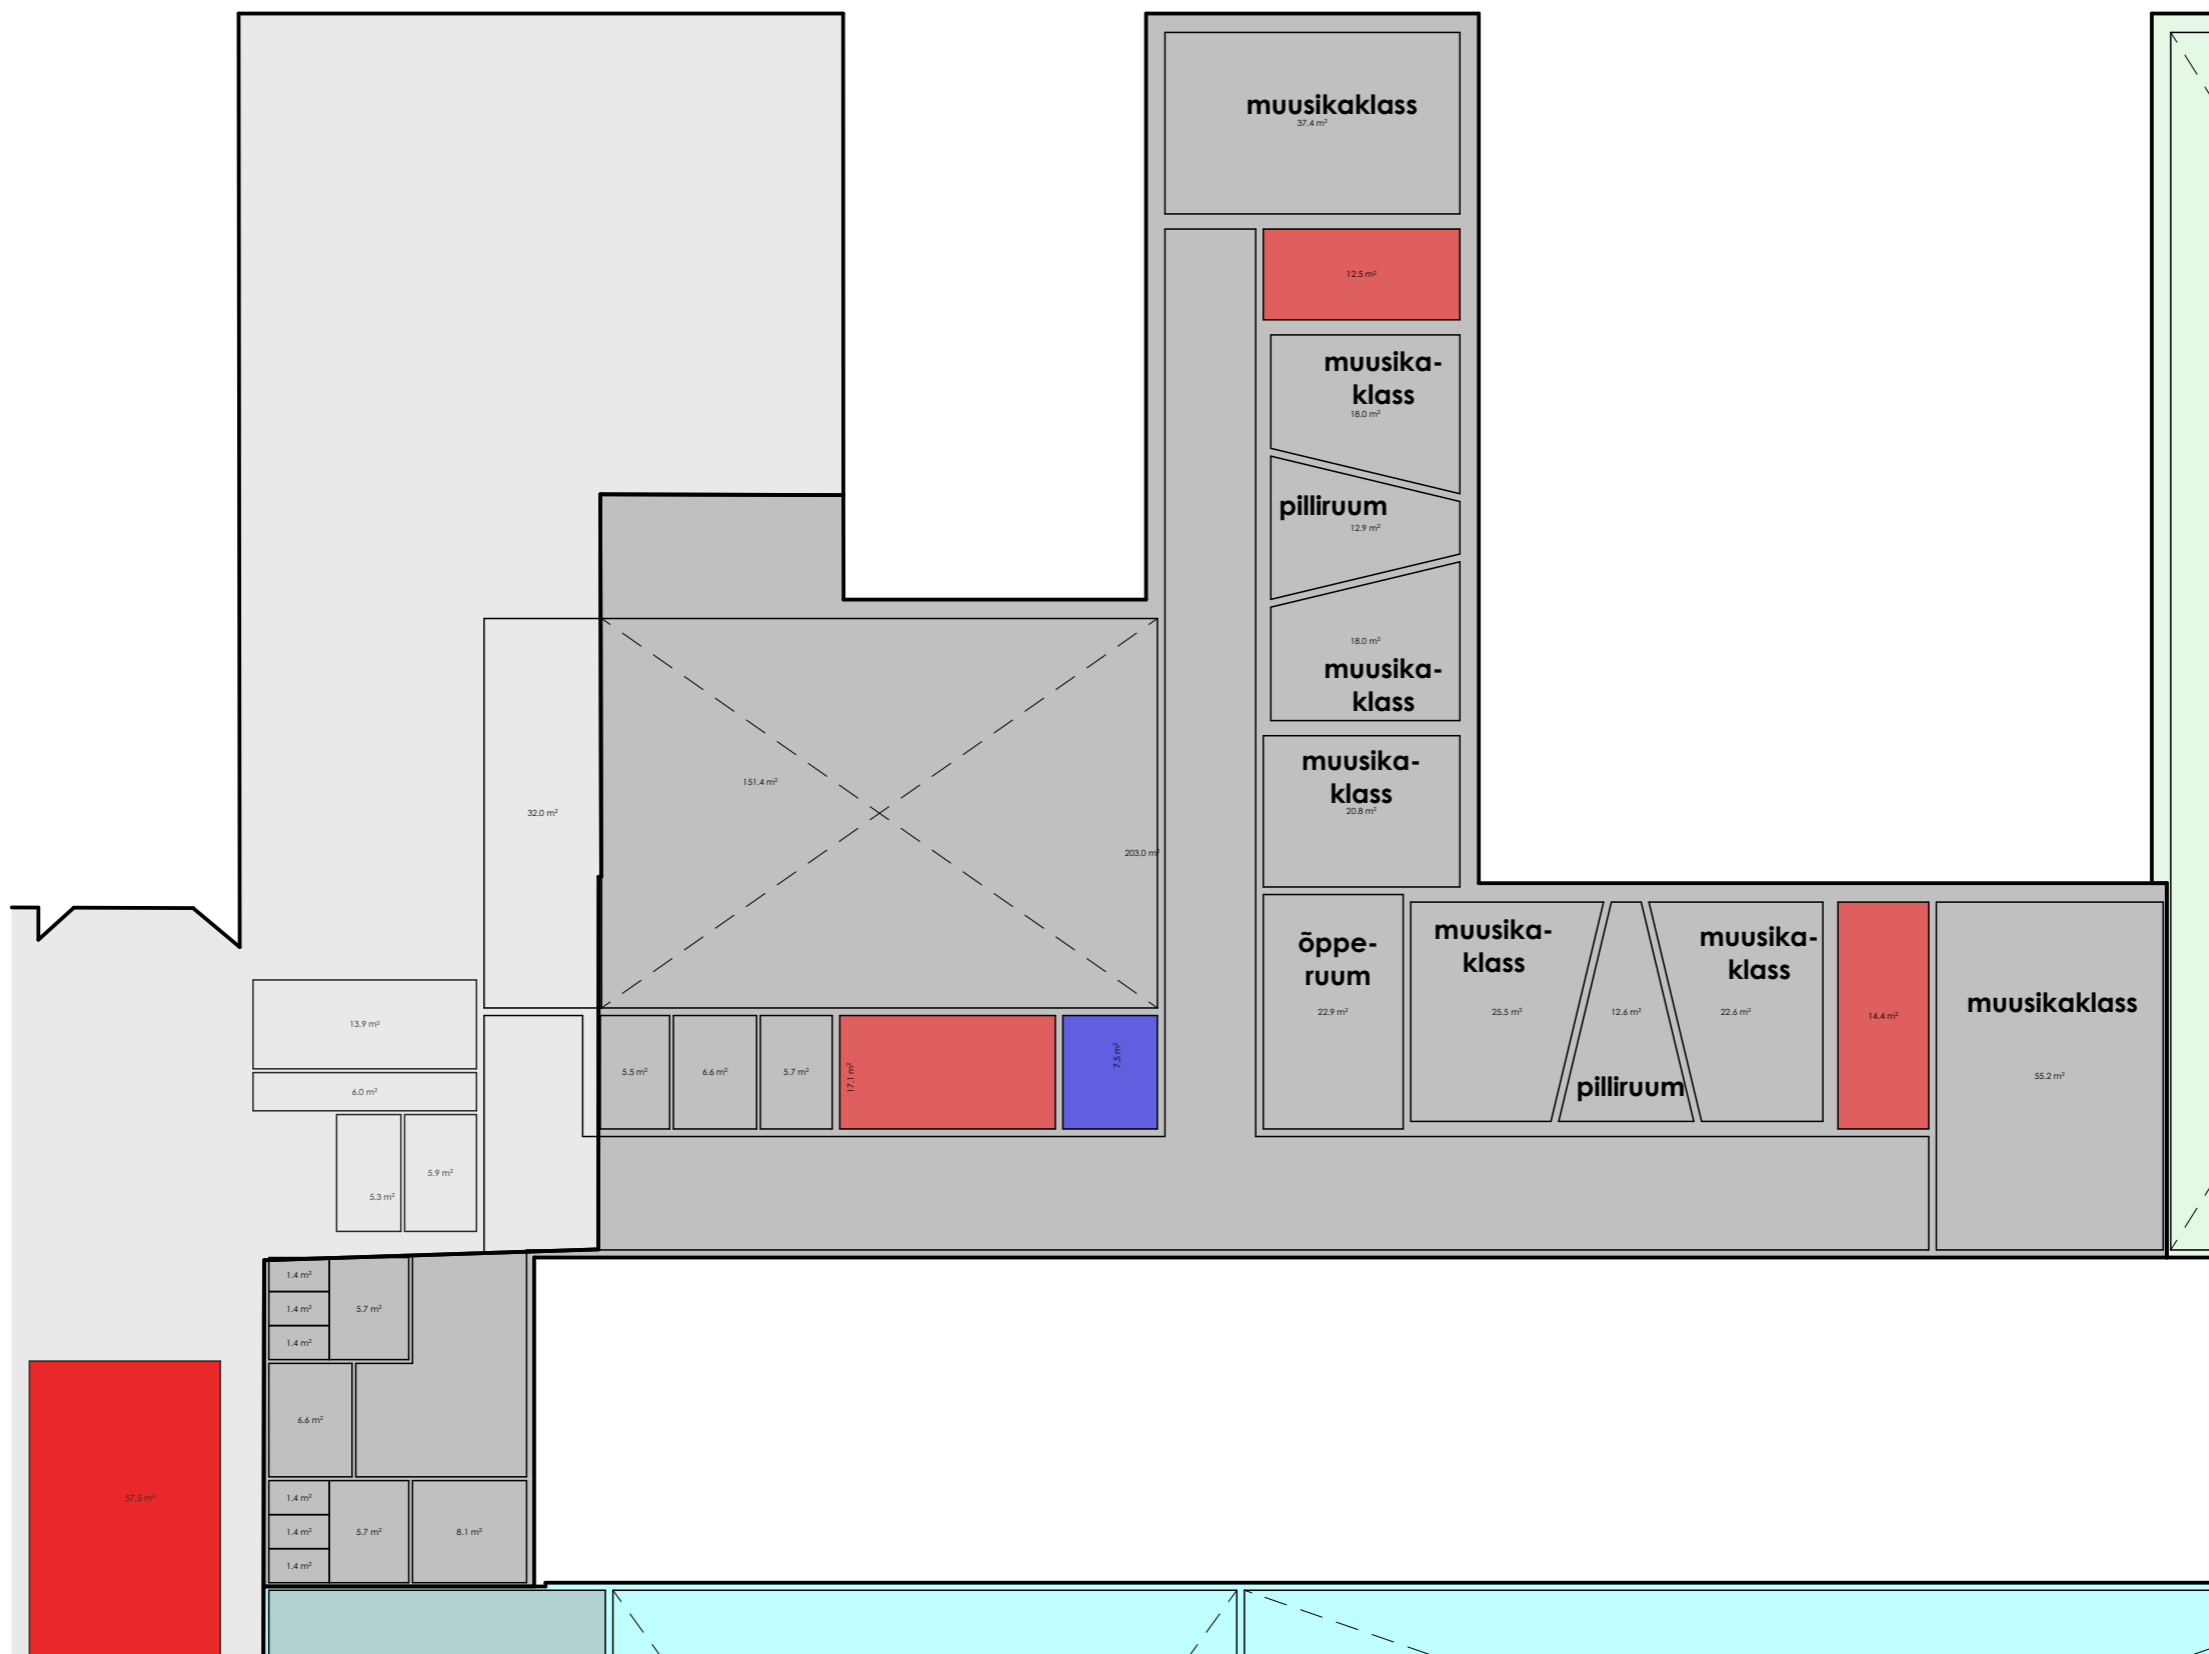 muusikaklass
37.4 m²
12.5 m²
muusika-
klass
18.0 m²
pilliruum
12.9 m²
18.0 m²
muusika-
klass
muusika-
klass
20.8 m²
151.4 m²
32.0 m²
203.0 m²
õppe-
ruum
22.9 m²
muusika-
klass
25.5 m²
12.6 m²
pilliruum
muusika-
klass
22.6 m²
14.4 m²
muusikaklass
55.2 m²
13.9 m²
6.0 m²
5.3 m²
5.9 m²
5.5 m²
6.6 m²
5.7 m²
17.1 m²
7.5 m²
1.4 m²
1.4 m²
1.4 m²
5.7 m²
6.6 m²
1.4 m²
1.4 m²
1.4 m²
5.7 m²
8.1 m²
57.5 m²